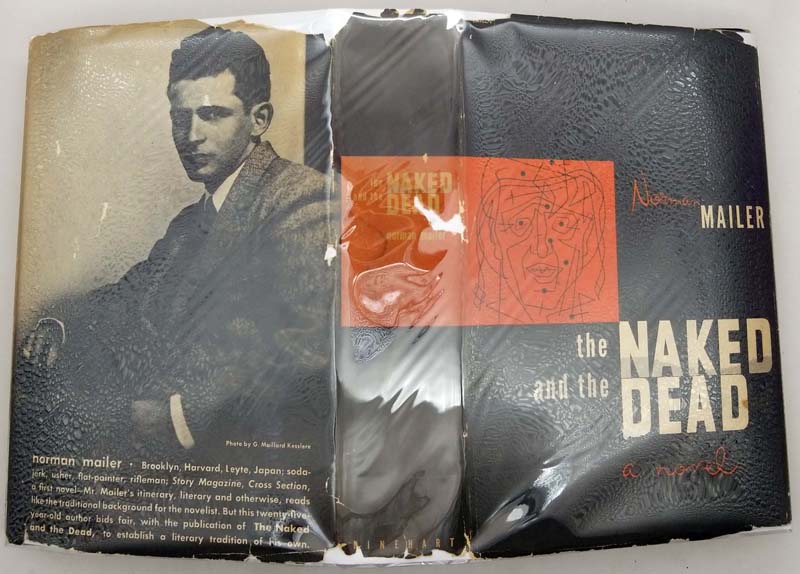 Photo by G. Maillard Kesslere
norman mailer • Brooklyn, Harvard, Leyte, Japan; soda-
jerk, usher, flat-painter, rifleman; Story Magazine, Cross Section,
a first novel—Mr. Mailer's itinerary, literary and otherwise, reads
like the traditional background for the novelist. But this twenty-five-
year-old author bids fair, with the publication of The Naked
and the Dead, to establish a literary tradition of his own.
the NAKED
and the DEAD
norman mailer
RINEHART
Norman
MAILER
the NAKED
and the DEAD
a novel